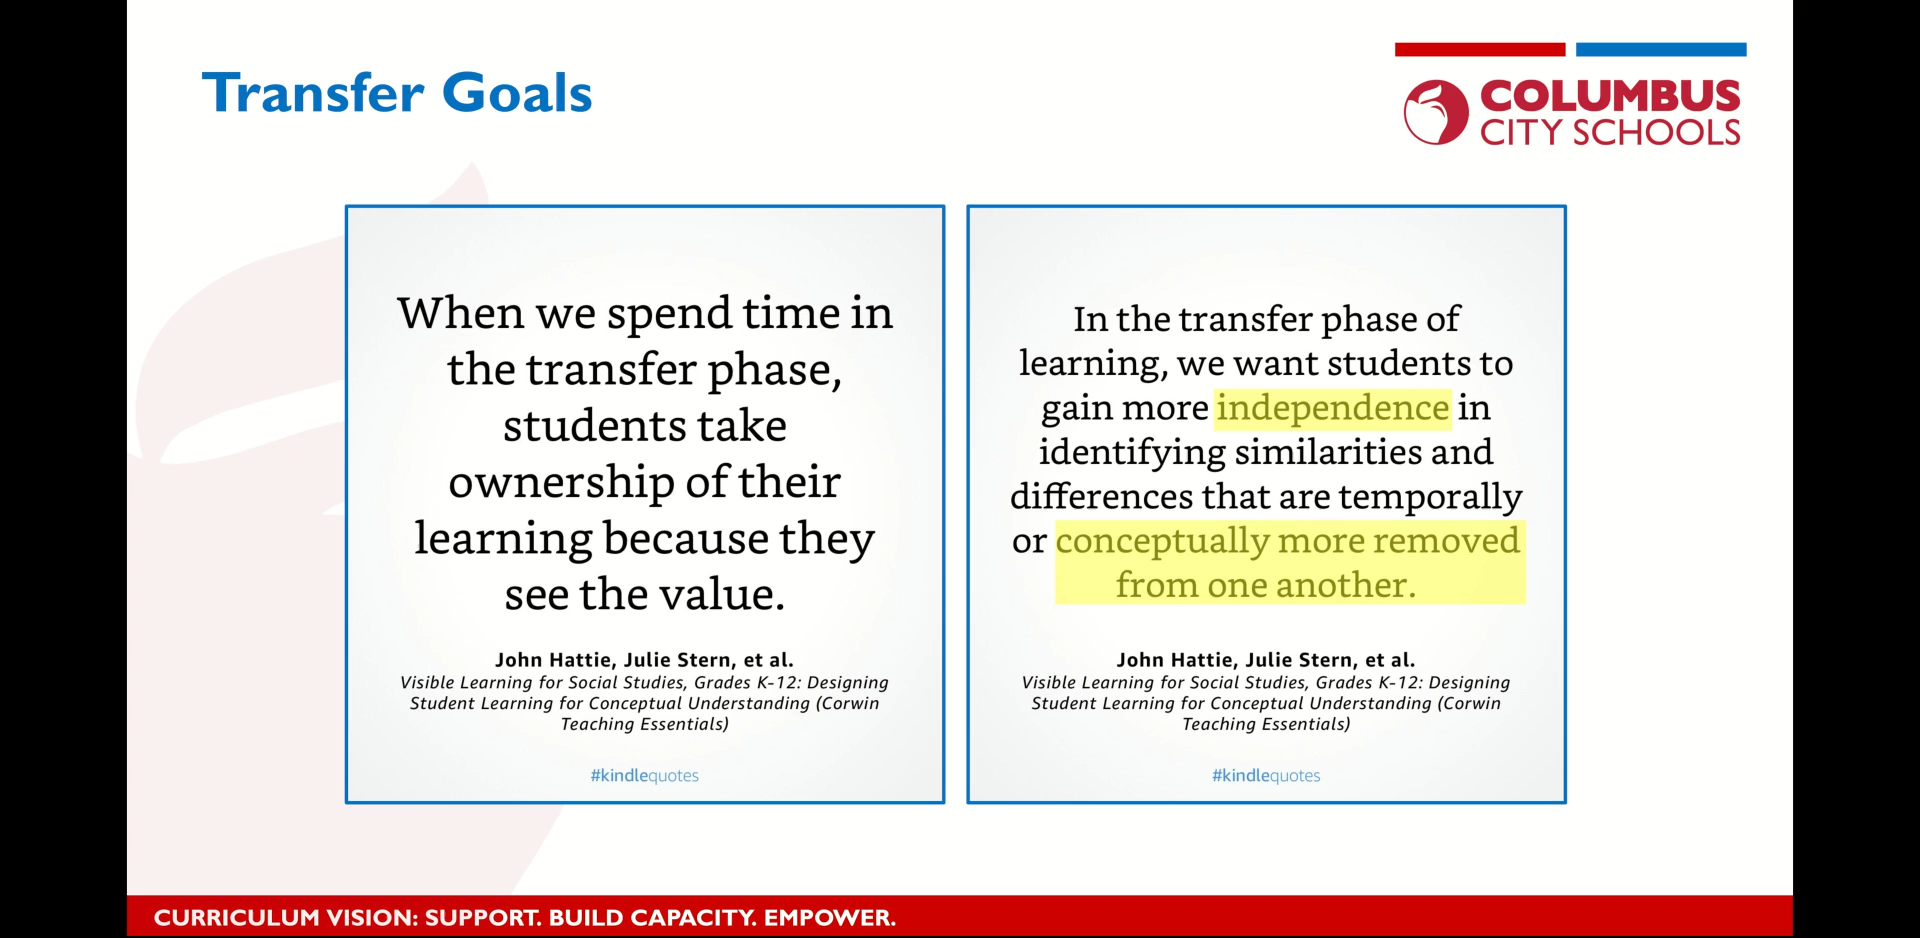 Transfer Goals
COLUMBUS
CITY SCHOOLS
When we spend time in
the transfer phase,
students take
ownership of their
learning because they
see the value.
John Hattie, Julie Stern, et al.
Visible Learning for Social Studies, Grades K-12: Designing
Student Learning for Conceptual Understanding (Corwin
Teaching Essentials)
#kindlequotes
In the transfer phase of
learning, we want students to
gain more independence in
identifying similarities and
differences that are temporally
or conceptually more removed
from one another.
John Hattie, Julie Stern, et al.
Visible Learning for Social Studies, Grades K-12: Designing
Student Learning for Conceptual Understanding (Corwin
Teaching Essentials)
#kindlequotes
CURRICULUM VISION: SUPPORT. BUILD CAPACITY. EMPOWER.